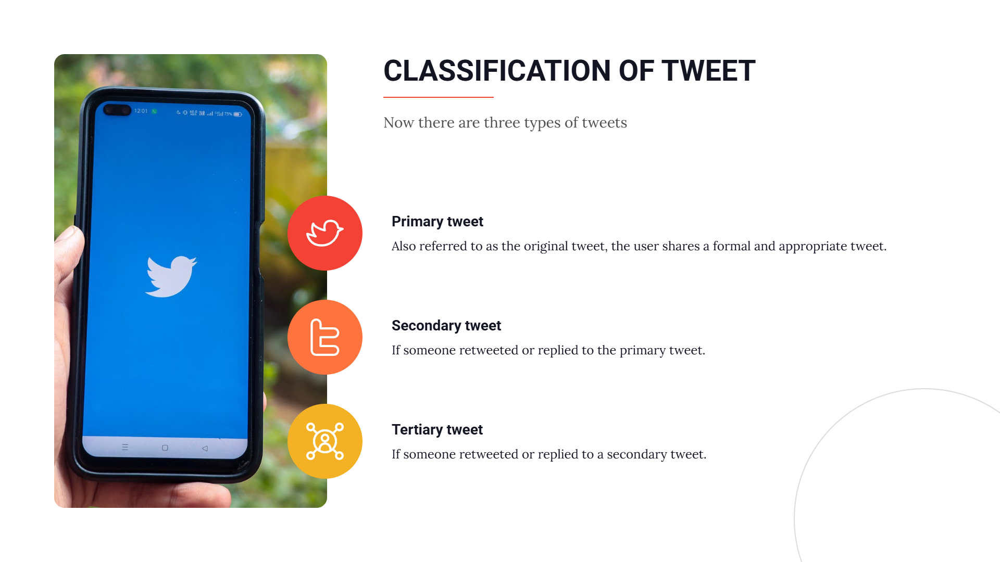 CLASSIFICATION OF TWEET
Now there are three types of tweets
12:01
73%
Primary tweet
Also referred to as the original tweet, the user shares a formal and appropriate tweet.
Secondary tweet
If someone retweeted or replied to the primary tweet.
Tertiary tweet
If someone retweeted or replied to a secondary tweet.